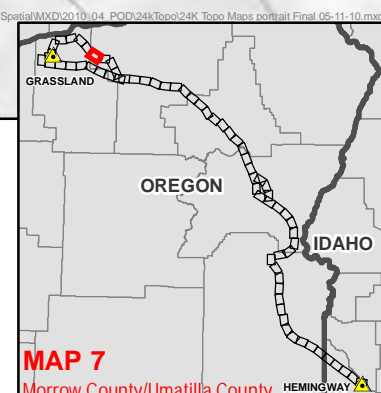 Spatial\MXD\2010_04_POD\24kTopo\24K Topo Maps portrait Final 05-11-10.mxd
GRASSLAND
OREGON
IDAHO
MAP 7
Morrow County/Umatilla County
HEMINGWAY